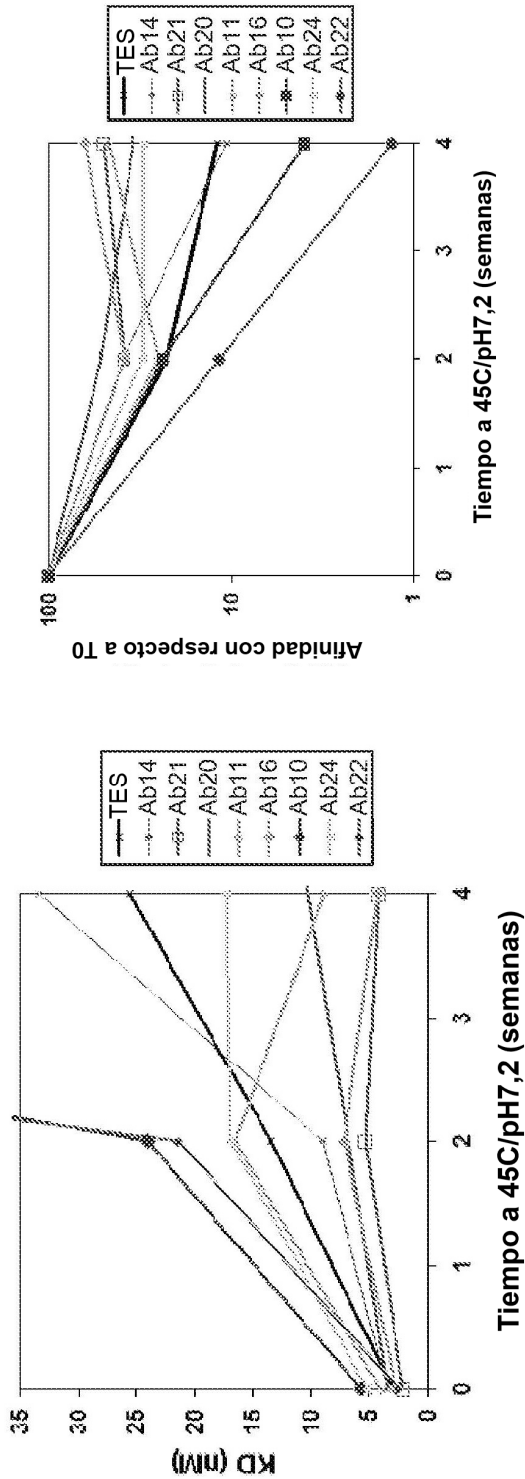 35
30
25
20
15
10
5
0
KD (nM)
0
1
2
3
4
Tiempo a 45C/pH7,2 (semanas)
TES
Ab14
Ab21
Ab20
Ab11
Ab16
Ab10
Ab24
Ab22
100
10
1
Afinidad con respecto a T0
0
1
2
3
4
Tiempo a 45C/pH7,2 (semanas)
TES
Ab14
Ab21
Ab20
Ab11
Ab16
Ab10
Ab24
Ab22